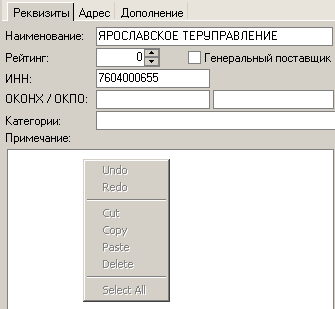 Реквизиты Адрес Дополнение
Наименование: ЯРОСЛАВСКОЕ ТЕРУПРАВЛЕНИЕ
Рейтинг: 0 Генеральный поставщик
ИНН: 7604000655
ОКОНХ / ОКПО:
Категории:
Примечание:
Undo
Redo
Cut
Copy
Paste
Delete
Select All